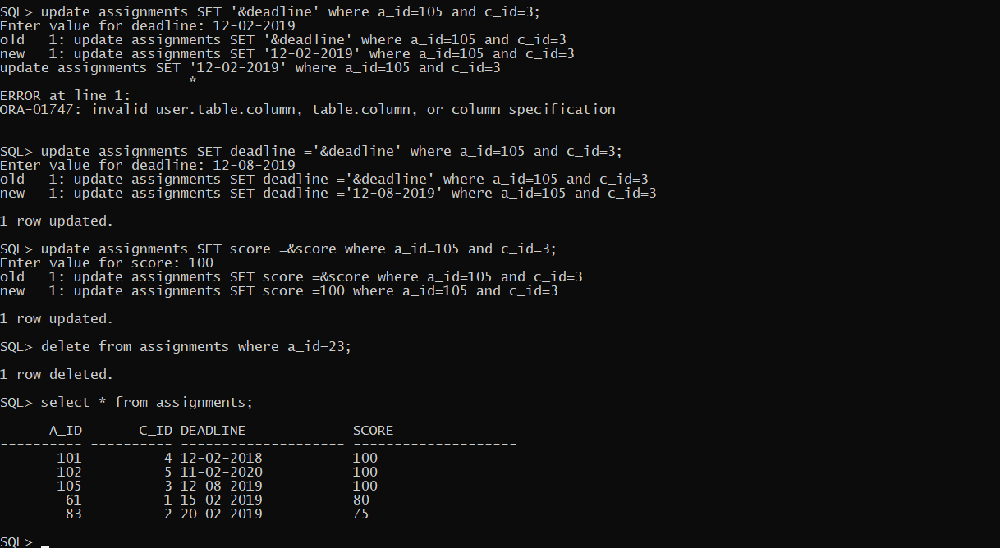 SQL> update assignments SET '&deadline' where a_id=105 and c_id=3;
Enter value for deadline: 12-02-2019
old   1: update assignments SET '&deadline' where a_id=105 and c_id=3
new   1: update assignments SET '12-02-2019' where a_id=105 and c_id=3
update assignments SET '12-02-2019' where a_id=105 and c_id=3
                       *
ERROR at line 1:
ORA-01747: invalid user.table.column, table.column, or column specification
SQL> update assignments SET deadline ='&deadline' where a_id=105 and c_id=3;
Enter value for deadline: 12-08-2019
old   1: update assignments SET deadline ='&deadline' where a_id=105 and c_id=3
new   1: update assignments SET deadline ='12-08-2019' where a_id=105 and c_id=3
1 row updated.
SQL> update assignments SET score =&score where a_id=105 and c_id=3;
Enter value for score: 100
old   1: update assignments SET score =&score where a_id=105 and c_id=3
new   1: update assignments SET score =100 where a_id=105 and c_id=3
1 row updated.
SQL> delete from assignments where a_id=23;
1 row deleted.
SQL> select * from assignments;
      A_ID       C_ID DEADLINE             SCORE
---------- ---------- -------------------- --------------------
       101          4 12-02-2018           100
       102          5 11-02-2020           100
       105          3 12-08-2019           100
        61          1 15-02-2019           80
        83          2 20-02-2019           75
SQL> _